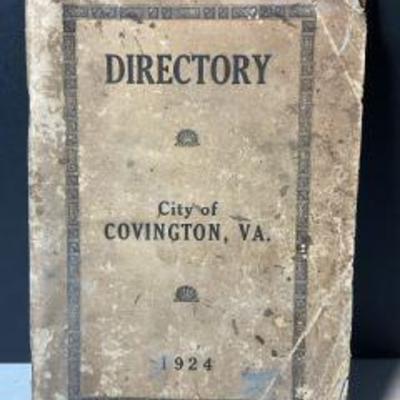 DIRECTORY
City of
COVINGTON, VA.
1924